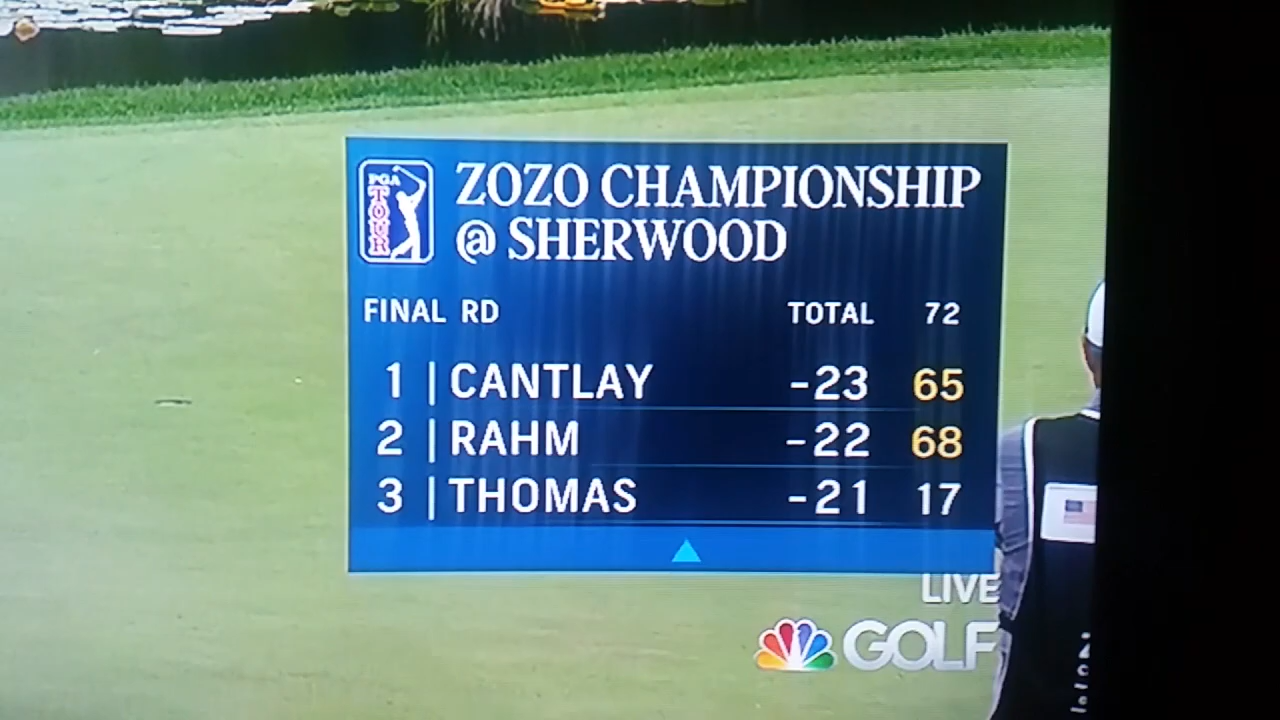 PGA
TOUR
ZOZO CHAMPIONSHIP
@ SHERWOOD
FINAL RD TOTAL 72
1 | CANTLAY -23 65
2 | RAHM -22 68
3 | THOMAS -21 17
LIVE
GOLF